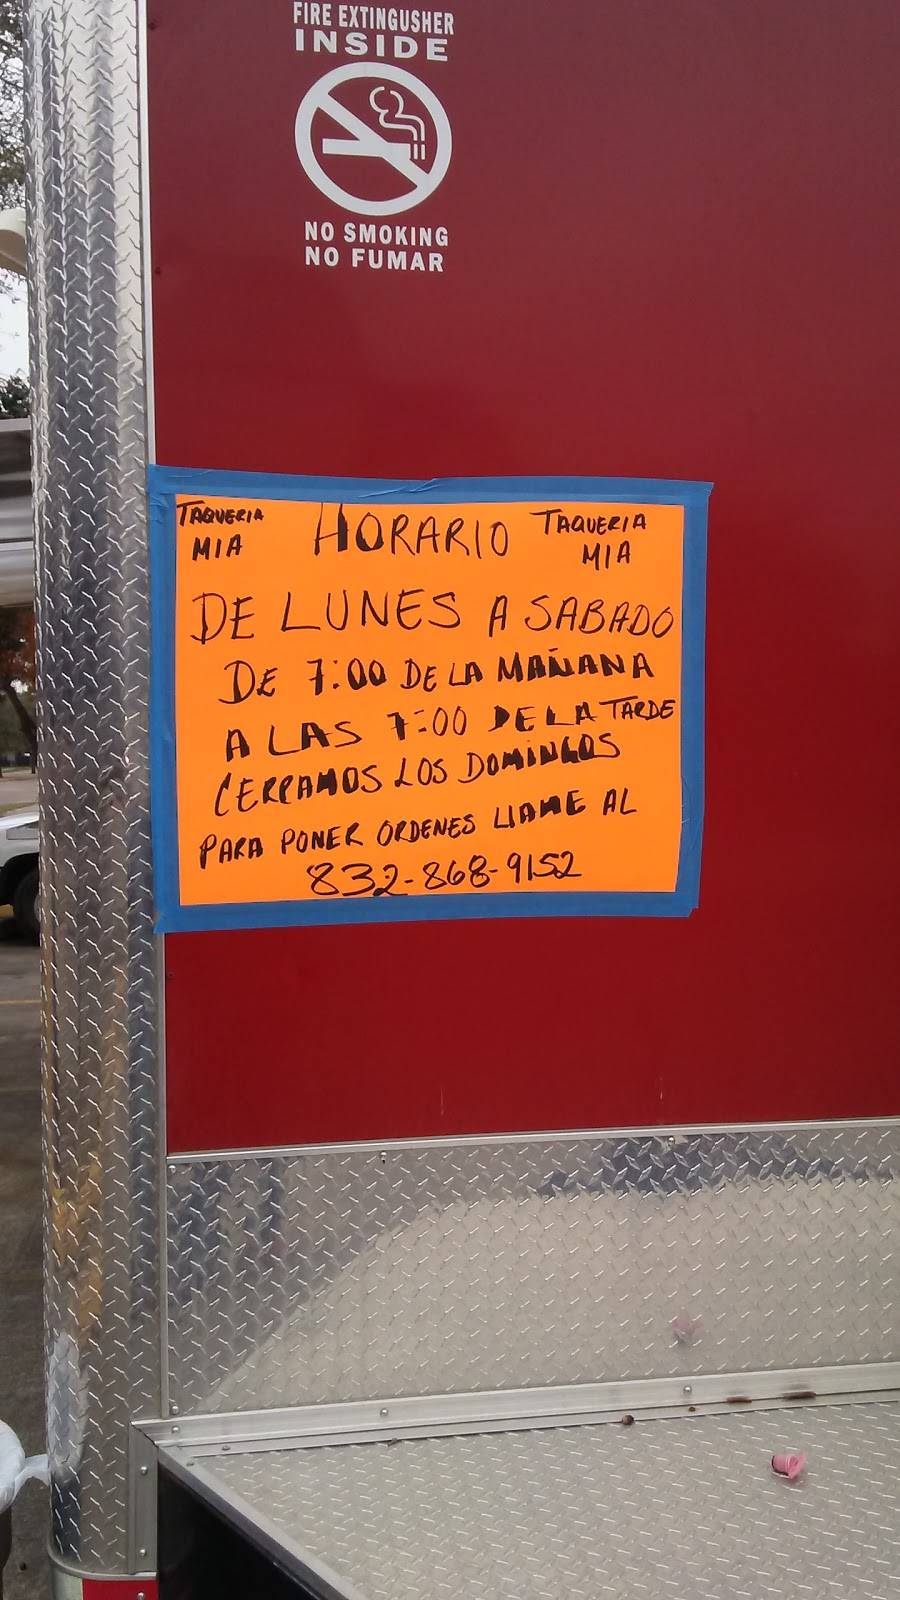 FIRE EXTINGUSHER
INSIDE
NO SMOKING
NO FUMAR
TAQUERIA MIA HORARIO TAQUERIA MIA
DE LUNES A SABADO
DE 7:00 DE LA MAÑANA
A LAS 7:00 DE LA TARDE
CERRAMOS LOS DOMINGOS
PARA PONER ORDENES LLAME AL
832-868-9152